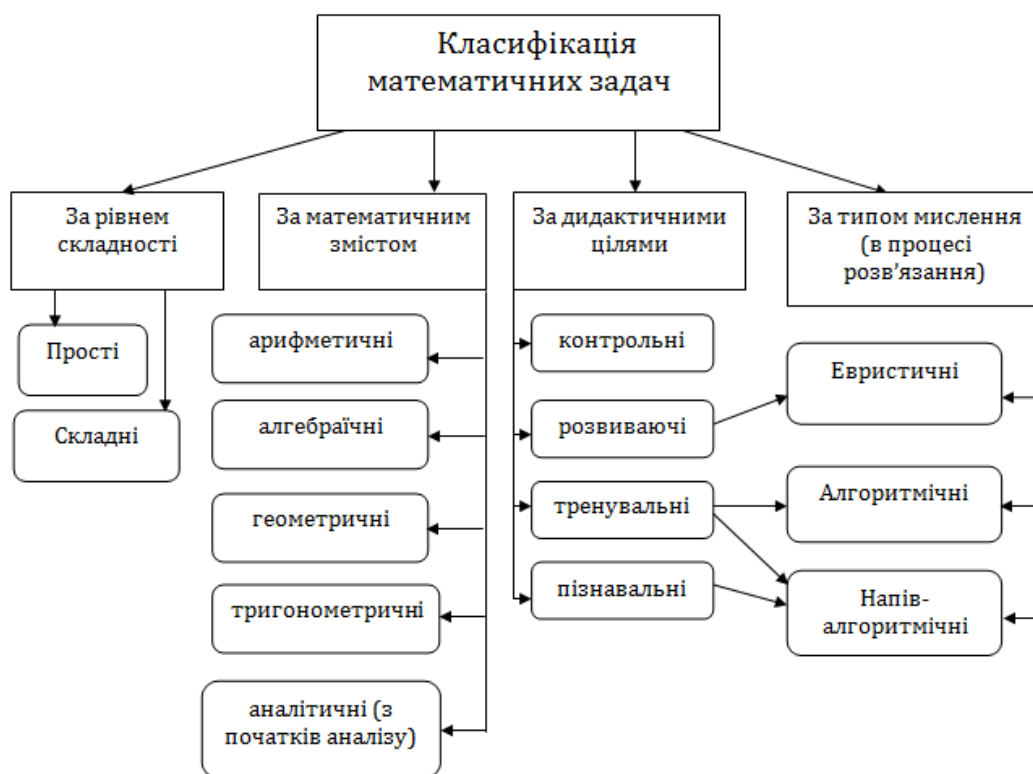 Класифікація
математичних задач
За рівнем
складності
За математичним
змістом
За дидактичними
цілями
За типом мислення
(в процесі
розв’язання)
Прості
Складні
арифметичні
алгебраїчні
геометричні
тригонометричні
аналітичні (з
початків аналізу)
контрольні
розвиваючі
тренувальні
пізнавальні
Евристичні
Алгоритмічні
Напів-
алгоритмічні